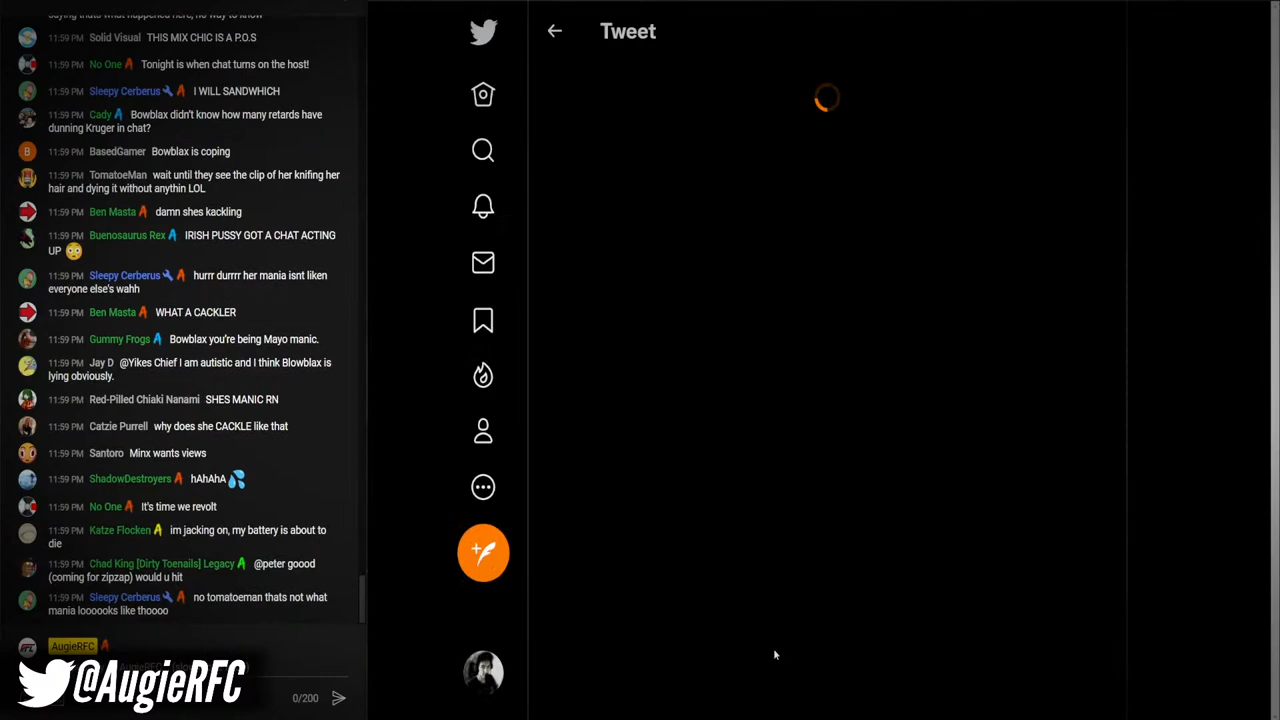 saying thats what happened here, no way to know
11:59 PM Solid Visual THIS MIX CHIC IS A P.O.S
11:59 PM No One Tonight is when chat turns on the host!
11:59 PM Sleepy Cerberus I WILL SANDWHICH
11:59 PM Cady Bowblax didn't know how many retards have
dunning Kruger in chat?
B 11:59 PM BasedGamer Bowblax is coping
11:59 PM TomatoeMan wait until they see the clip of her knifing her
hair and dying it without anythin LOL
11:59 PM Ben Masta damn shes kackling
11:59 PM Buenosaurus Rex IRISH PUSSY GOT A CHAT ACTING
UP 😳
11:59 PM Sleepy Cerberus hurrr durrrr her mania isnt liken
everyone else's wahh
11:59 PM Ben Masta WHAT A CACKLER
11:59 PM Gummy Frogs Bowblax you're being Mayo manic.
11:59 PM Jay D @Yikes Chief I am autistic and I think Blowblax is
lying obviously.
11:59 PM Red-Pilled Chiaki Nanami SHES MANIC RN
11:59 PM Catzie Purrell why does she CACKLE like that
11:59 PM Santoro Minx wants views
11:59 PM ShadowDestroyers hAhAhA 💦
11:59 PM No One It's time we revolt
11:59 PM Katze Flocken im jacking on, my battery is about to
die
11:59 PM Chad King [Dirty Toenails] Legacy @peter goood
(coming for zipzap) would u hit
11:59 PM Sleepy Cerberus no tomatoeman thats not what
mania loooooks like thoooo
AugieRFC
@AugieRFC
0/200
Tweet